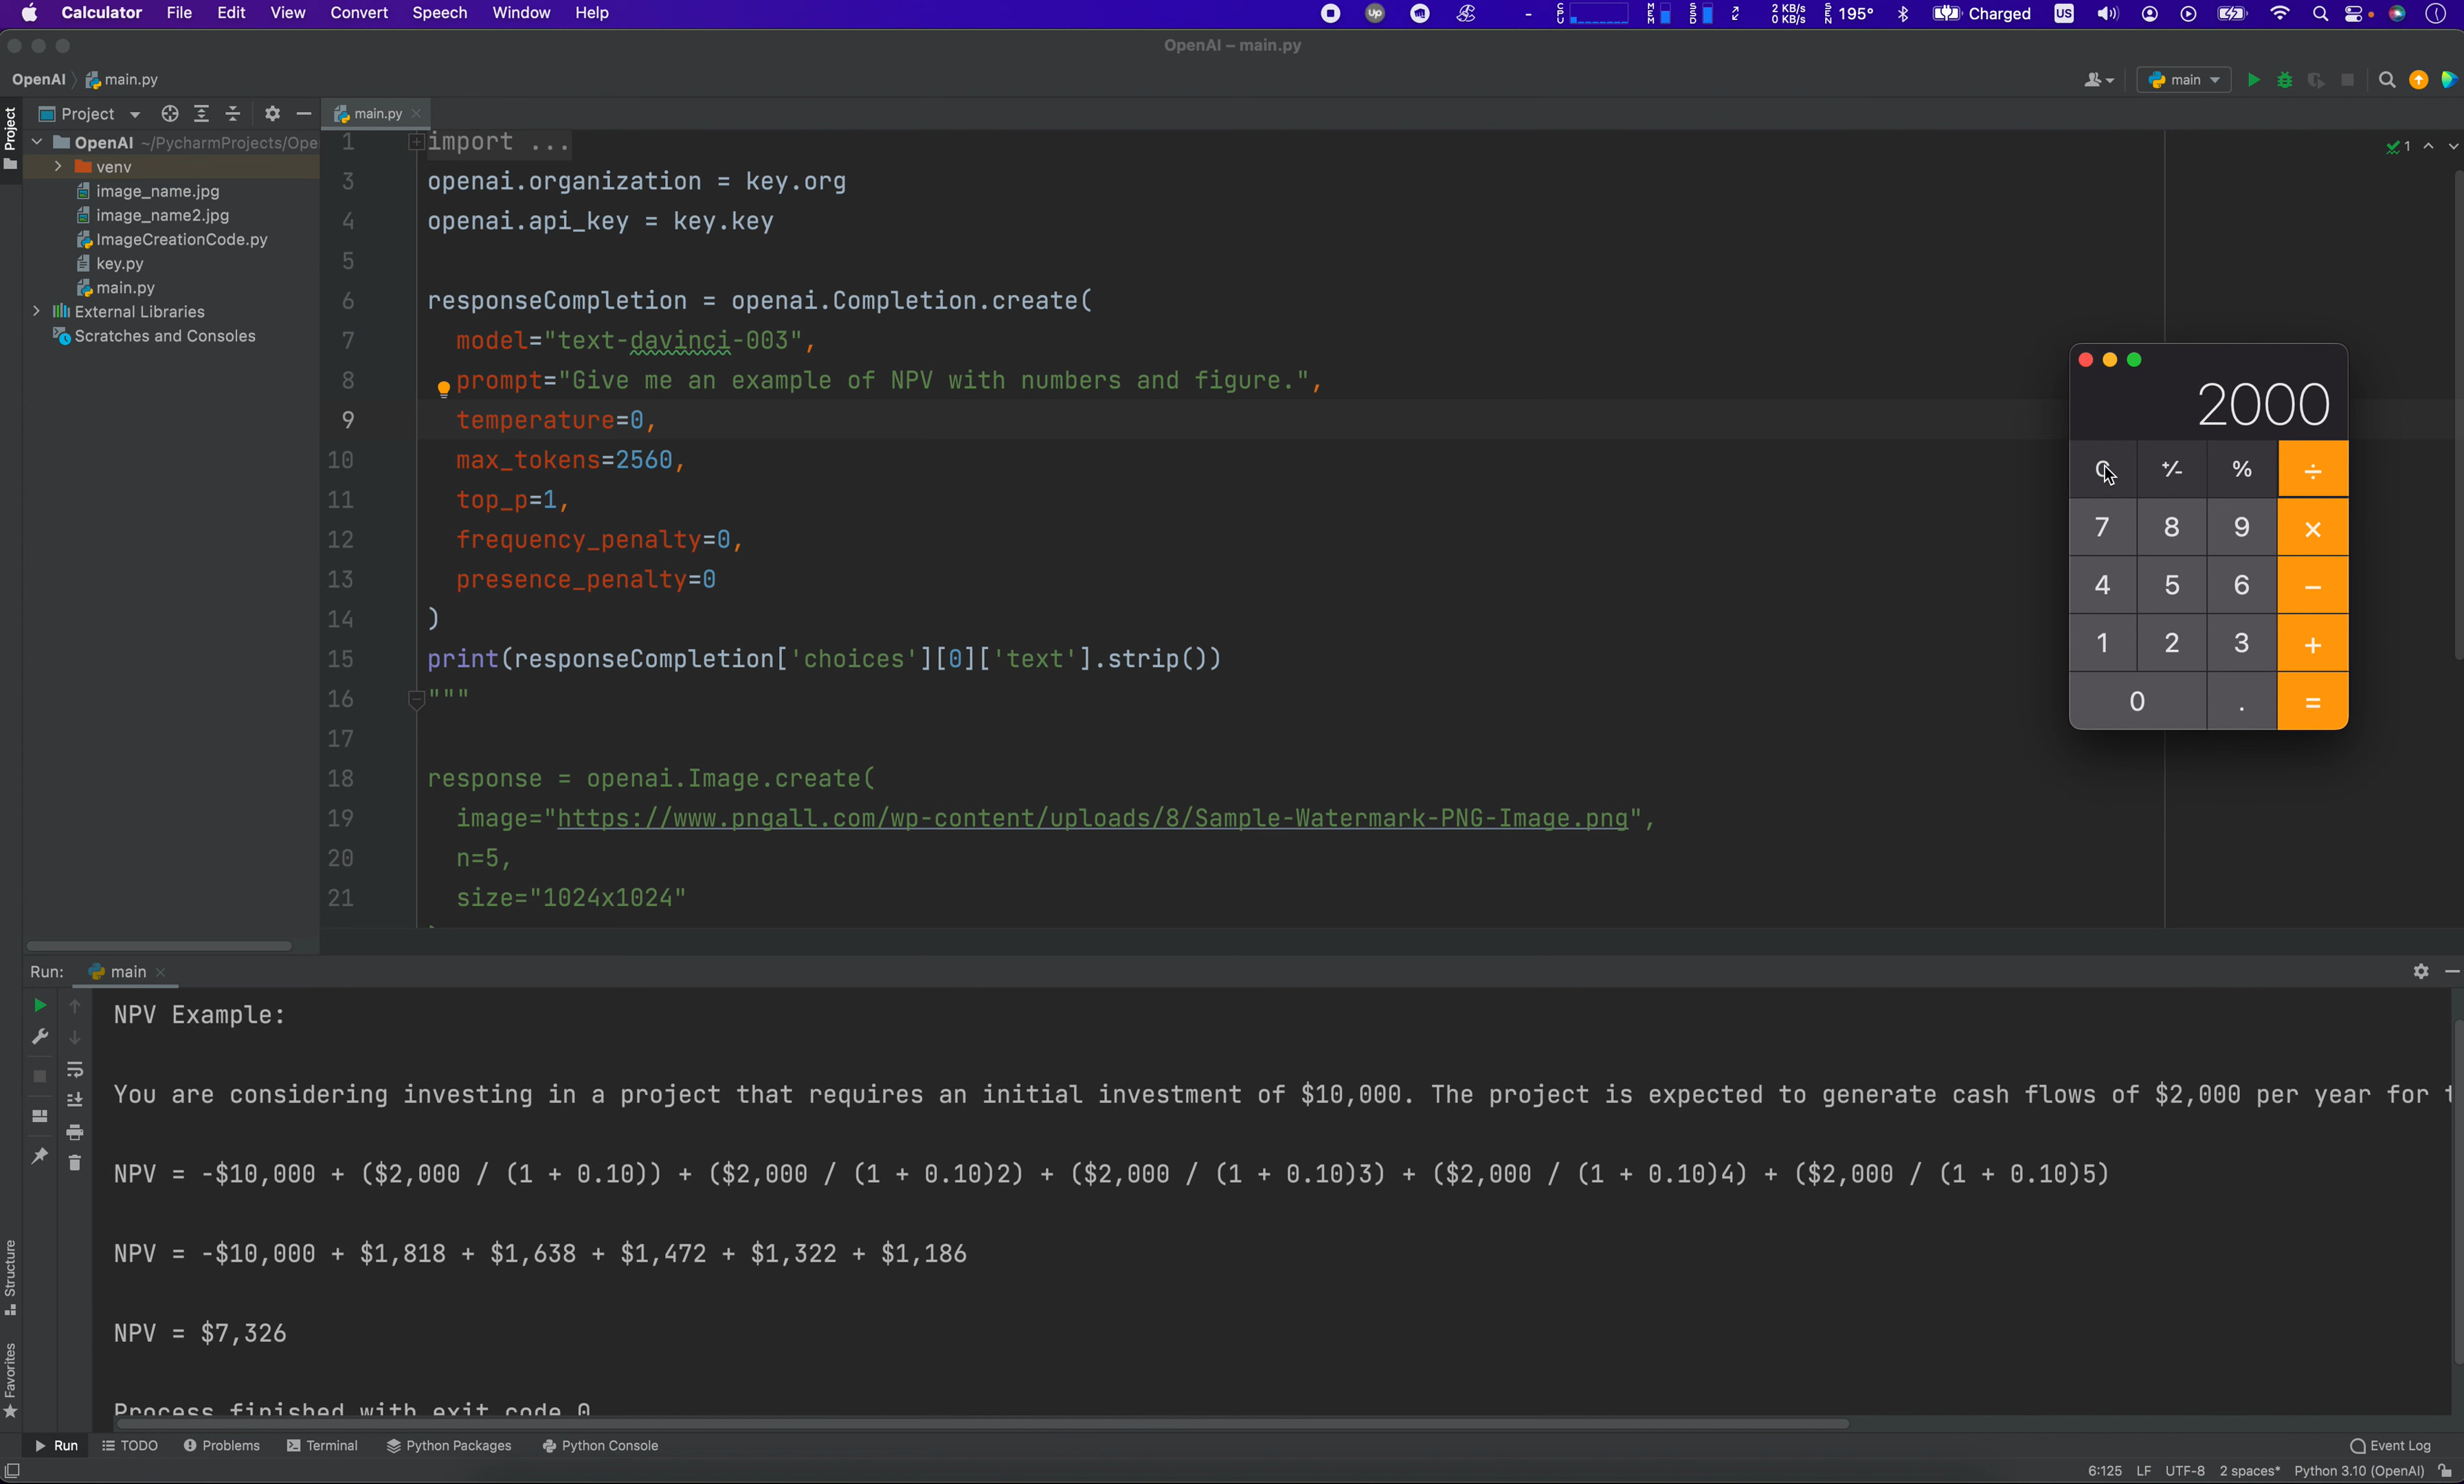 Calculator File Edit View Convert Speech Window Help
2 KB/s
0 KB/s
195°
Charged
US
OpenAI – main.py
OpenAI main.py
main
Project
Project
main.py
OpenAI ~/PycharmProjects/Ope
venv
image_name.jpg
image_name2.jpg
ImageCreationCode.py
key.py
main.py
External Libraries
Scratches and Consoles
1 import ...
3 openai.organization = key.org
4 openai.api_key = key.key
5
6 responseCompletion = openai.Completion.create(
7 model="text-davinci-003",
8 prompt="Give me an example of NPV with numbers and figure.",
9 temperature=0,
10 max_tokens=2560,
11 top_p=1,
12 frequency_penalty=0,
13 presence_penalty=0
14 )
15 print(responseCompletion['choices'][0]['text'].strip())
16 """
17
18 response = openai.Image.create(
19 image="https://www.pngall.com/wp-content/uploads/8/Sample-Watermark-PNG-Image.png",
20 n=5,
21 size="1024x1024"
1
2000
+/- % ÷
7 8 9 ×
4 5 6 −
1 2 3 +
0 . =
Run: main
NPV Example:
You are considering investing in a project that requires an initial investment of $10,000. The project is expected to generate cash flows of $2,000 per year for
NPV = -$10,000 + ($2,000 / (1 + 0.10)) + ($2,000 / (1 + 0.10)2) + ($2,000 / (1 + 0.10)3) + ($2,000 / (1 + 0.10)4) + ($2,000 / (1 + 0.10)5)
NPV = -$10,000 + $1,818 + $1,638 + $1,472 + $1,322 + $1,186
NPV = $7,326
Process finished with exit code 0
Structure
Favorites
Run TODO Problems Terminal Python Packages Python Console
Event Log
6:125 LF UTF-8 2 spaces* Python 3.10 (OpenAI)